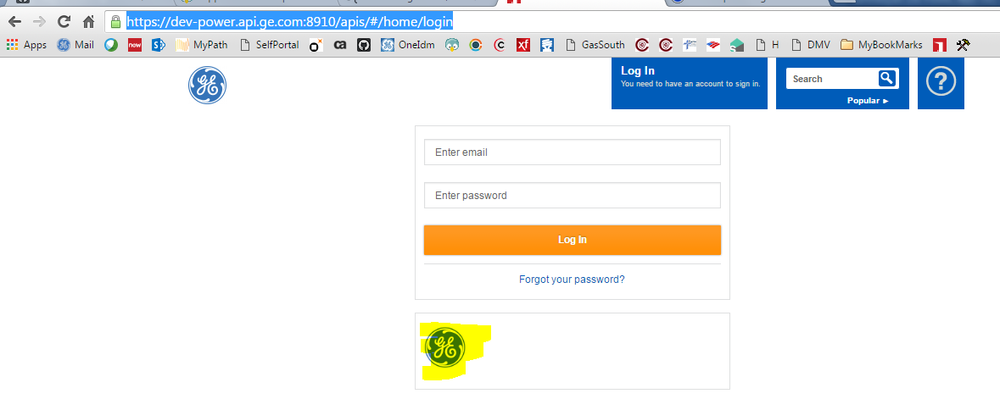 https://dev-power.api.ge.com:8910/apis/#/home/login
Apps Mail now MyPath SelfPortal ca OneIdm C xf GasSouth H DMV MyBookMarks
GE
Log In
You need to have an account to sign in.
Search
Popular ►
?
Enter email
Enter password
Log In
Forgot your password?
GE